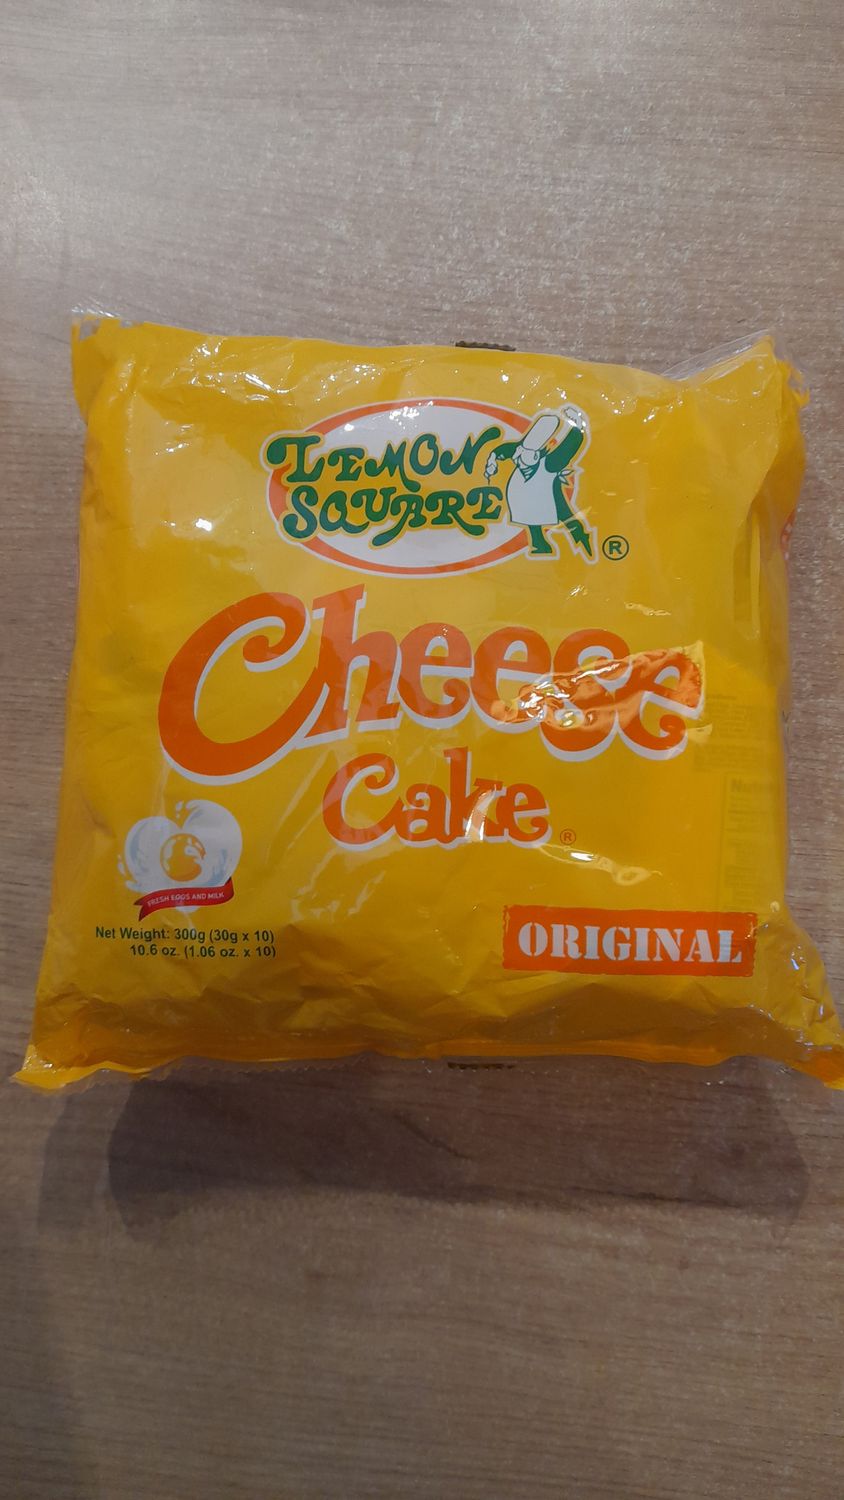 LEMON
SQUARE
®
Cheese
Cake
®
FRESH EGGS AND MILK
Net Weight: 300g (30g x 10)
10.6 oz. (1.06 oz. x 10)
ORIGINAL